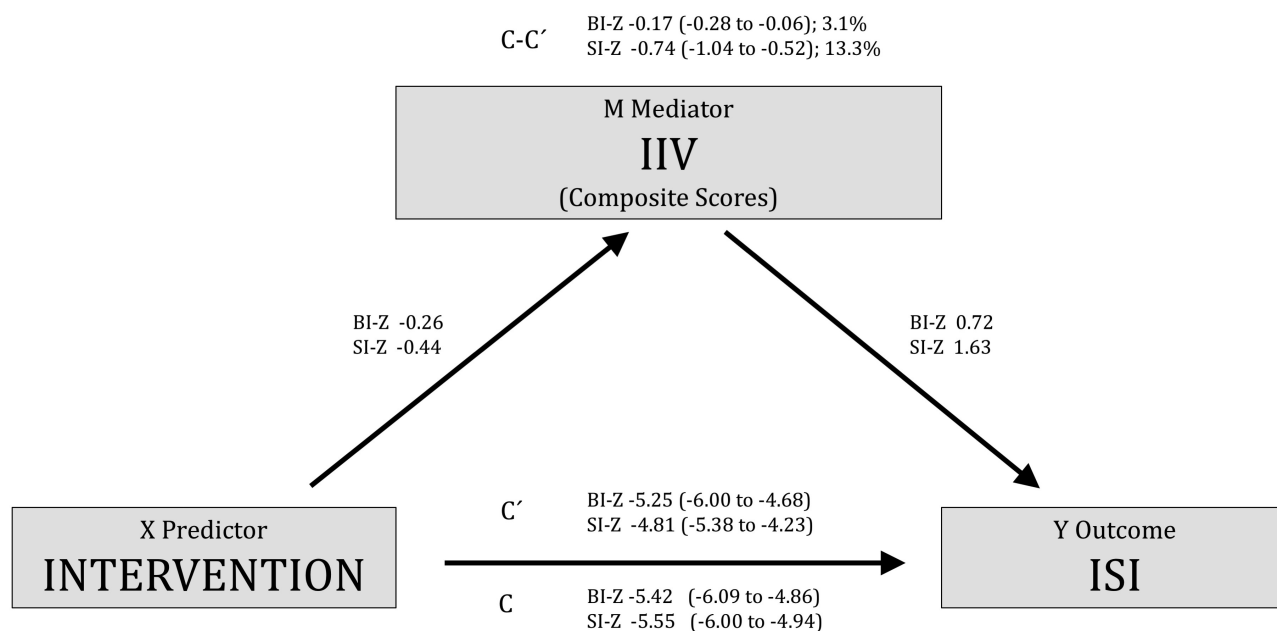 C-C´
BI-Z -0.17 (-0.28 to -0.06); 3.1%
SI-Z -0.74 (-1.04 to -0.52); 13.3%
M Mediator
IIV
(Composite Scores)
BI-Z -0.26
SI-Z -0.44
BI-Z 0.72
SI-Z 1.63
X Predictor
INTERVENTION
C´
BI-Z -5.25 (-6.00 to -4.68)
SI-Z -4.81 (-5.38 to -4.23)
C
BI-Z -5.42 (-6.09 to -4.86)
SI-Z -5.55 (-6.00 to -4.94)
Y Outcome
ISI